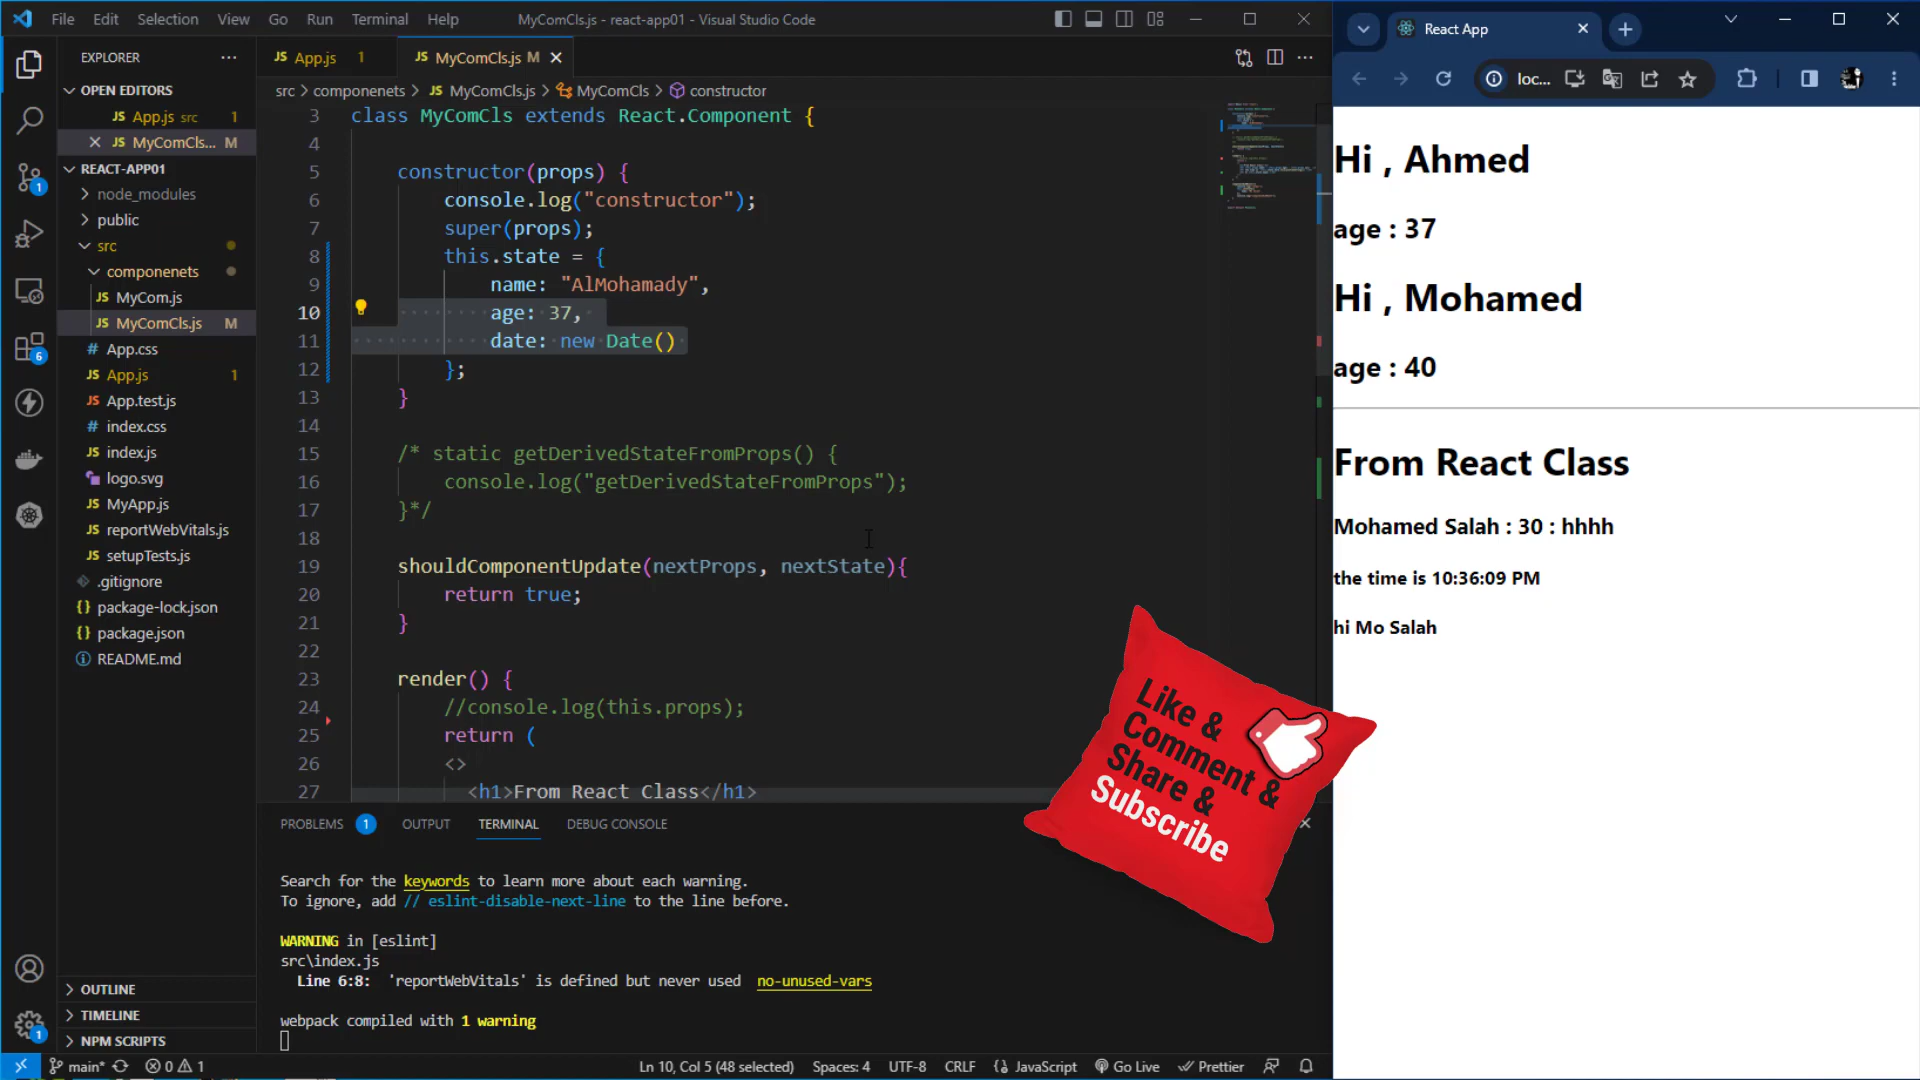 File Edit Selection View Go Run Terminal Help
MyComCls.js - react-app01 - Visual Studio Code
EXPLORER
OPEN EDITORS
App.js src 1
MyComCls... M
REACT-APP01
node_modules
public
src
componenets
MyCom.js
MyComCls.js M
App.css
App.js 1
App.test.js
index.css
index.js
logo.svg
MyApp.js
reportWebVitals.js
setupTests.js
.gitignore
package-lock.json
package.json
README.md
OUTLINE
TIMELINE
NPM SCRIPTS
1
6
1
App.js 1
MyComCls.js M
src > componenets > MyComCls.js > MyComCls > constructor
3 class MyComCls extends React.Component {
4
5 constructor(props) {
6 console.log("constructor");
7 super(props);
8 this.state = {
9 name: "AlMohamady",
10 age: 37,
11 date: new Date()
12 };
13 }
14
15 /* static getDerivedStateFromProps() {
16 console.log("getDerivedStateFromProps");
17 }*/
18
19 shouldComponentUpdate(nextProps, nextState){
20 return true;
21 }
22
23 render() {
24 //console.log(this.props);
25 return (
26 <>
27 <h1>From React Class</h1>
PROBLEMS 1 OUTPUT TERMINAL DEBUG CONSOLE
Search for the keywords to learn more about each warning.
To ignore, add // eslint-disable-next-line to the line before.
WARNING in [eslint]
src\index.js
Line 6:8: 'reportWebVitals' is defined but never used no-unused-vars
webpack compiled with 1 warning
main* 0 1
Ln 10, Col 5 (48 selected) Spaces: 4 UTF-8 CRLF {} JavaScript Go Live Prettier
React App
loc...
Hi , Ahmed
age : 37
Hi , Mohamed
age : 40
From React Class
Mohamed Salah : 30 : hhhh
the time is 10:36:09 PM
hi Mo Salah
Like &
Comment &
Share &
Subscribe